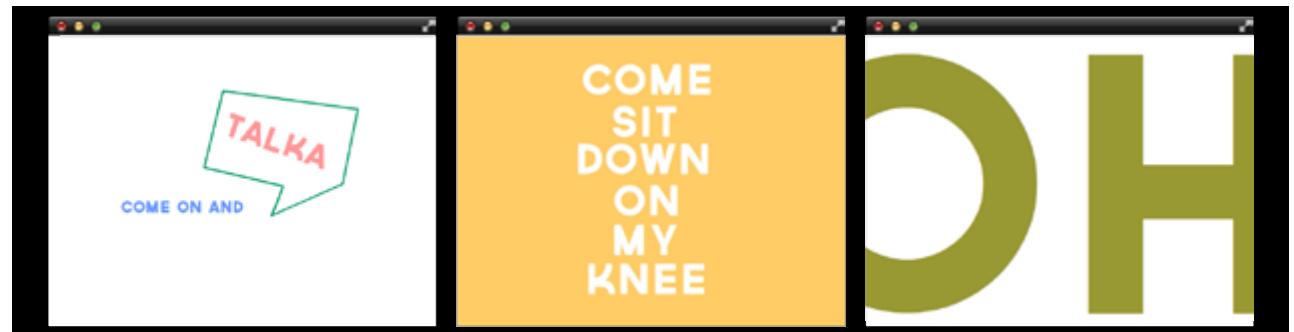 TALKA
COME ON AND
COME
SIT
DOWN
ON
MY
KNEE
OH